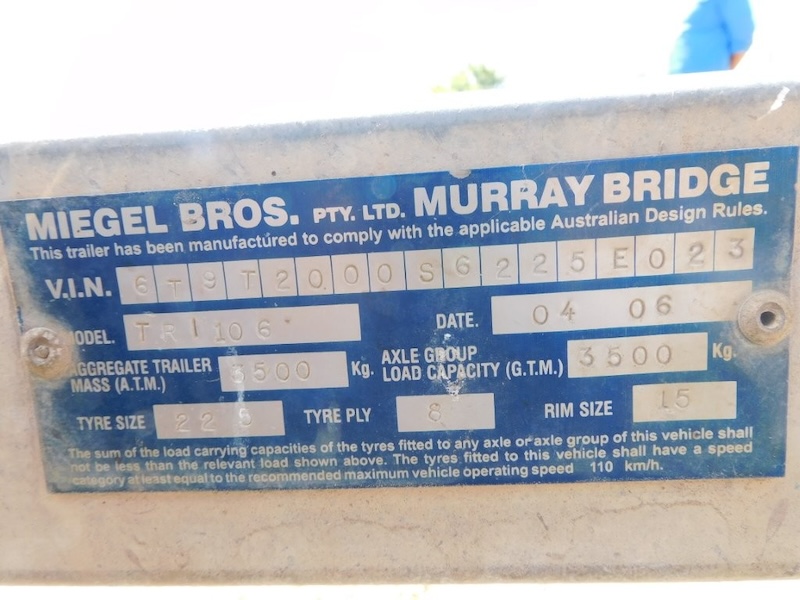 MIEGEL BROS. PTY. LTD. MURRAY BRIDGE
This trailer has been manufactured to comply with the applicable Australian Design Rules.
V.I.N. 6T9T2000S6225E023
MODEL. TR1106 DATE. 04 06
AGGREGATE TRAILER MASS (A.T.M.) 3500 Kg. AXLE GROUP LOAD CAPACITY (G.T.M.) 3500 Kg.
TYRE SIZE 225 TYRE PLY 8 RIM SIZE 15
The sum of the load carrying capacities of the tyres fitted to any axle or axle group of this vehicle shall
not be less than the relevant load shown above. The tyres fitted to this vehicle shall have a speed
category at least equal to the recommended maximum vehicle operating speed 110 km/h.